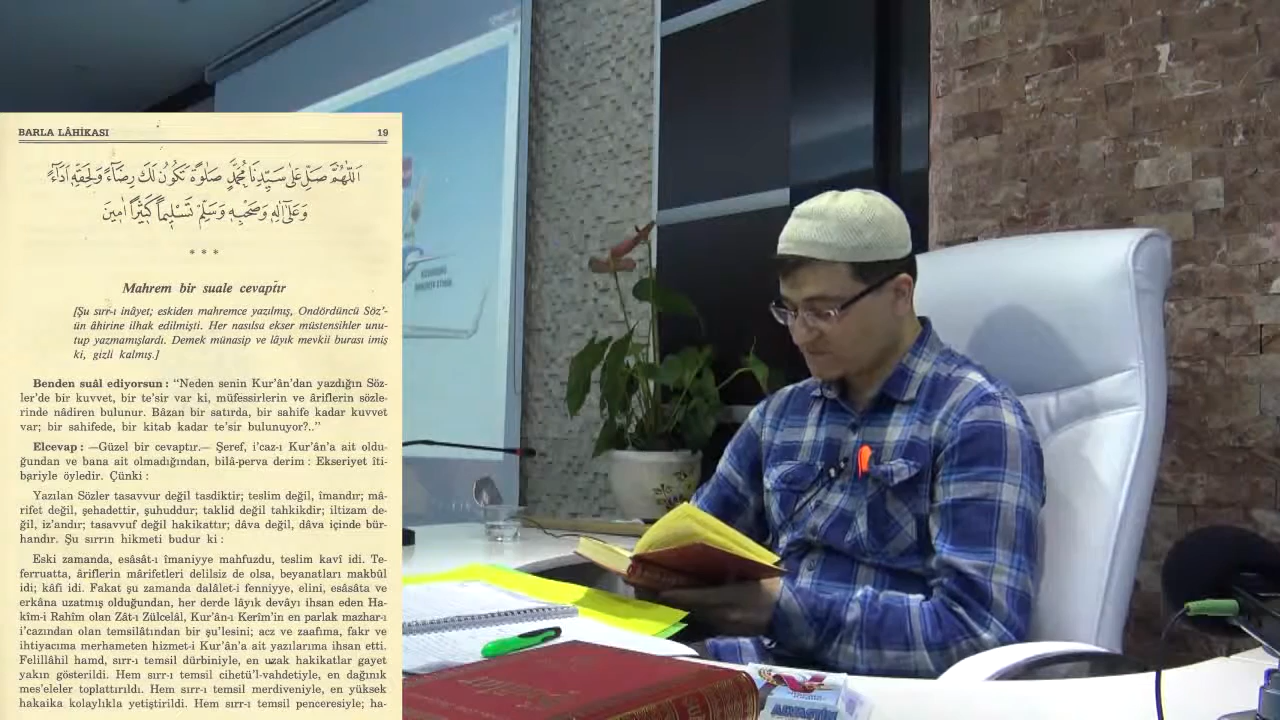 BARLA LÂHİKASI 19
اَللّٰهُمَّ صَلِّ عَلٰى سَيِّدِنَا مُحَمَّدٍ صَلٰوةً تَكُونُ لَكَ رِضَاءً وَلِحَقِّهٖ اَدَاءً
وَعَلٰى اٰلِهٖ وَصَحْبِهٖ وَسَلِّمْ تَسْلِيمًا كَثِيرًا اٰمِينَ
* * *
Mahrem bir suale cevaptır
[Şu sırr-ı inâyet; eskiden mahremce yazılmış, Ondördüncü Söz'-
ün âhirine ilhak edilmişti. Her nasılsa ekser müstensihler unu-
tup yazmamışlardı. Demek münasip ve lâyık mevkii burası imiş
ki, gizli kalmış.]
Benden suâl ediyorsun : "Neden senin Kur'ân'dan yazdığın Söz-
ler'de bir kuvvet, bir te'sir var ki, müfessirlerin ve âriflerin sözle-
rinde nâdiren bulunur. Bâzan bir satırda, bir sahife kadar kuvvet
var; bir sahifede, bir kitab kadar te'sir bulunuyor?.."
Elcevap : —Güzel bir cevaptır.— Şeref, i'caz-ı Kur'ân'a ait oldu-
ğundan ve bana ait olmadığından, bilâ-perva derim : Ekseriyet îti-
bariyle öyledir. Çünki :
Yazılan Sözler tasavvur değil tasdiktir; teslim değil, îmandır; mâ-
rifet değil, şehadettir, şuhuddur; taklid değil tahkikdir; iltizam de-
ğil, iz'andır; tasavvuf değil hakikattır; dâva değil, dâva içinde bür-
handır. Şu sırrın hikmeti budur ki :
Eski zamanda, esâsât-ı îmaniye mahfuzdu, teslim kavî idi. Te-
ferruatta, âriflerin mârifetleri delilsiz de olsa, beyanatları makbûl
idi; kâfi idi. Fakat şu zamanda dalâlet-i fenniyye, elini, esâsâta ve
erkâna uzatmış olduğundan, her derde lâyık devâyı ihsan eden Ha-
kîm-i Rahîm olan Zât-ı Zülcelâl, Kur'ân-ı Kerîm'in en parlak mazhar-ı
i'cazından olan temsilâtından bir şu'lesini; acz ve zaafıma, fakr ve
ihtiyacıma merhameten hizmet-i Kur'ân'a ait yazılarıma ihsan etti.
Felillâhil hamd, sırr-ı temsil dürbiniyle, en uzak hakikatlar gayet
yakın gösterildi. Hem sırr-ı temsil cihetü'l-vahdetiyle, en dağınık
mes'eleler toplattırıldı. Hem sırr-ı temsil merdiveniyle, en yüksek
hakaika kolaylıkla yetiştirildi. Hem sırr-ı temsil penceresiyle; ha-